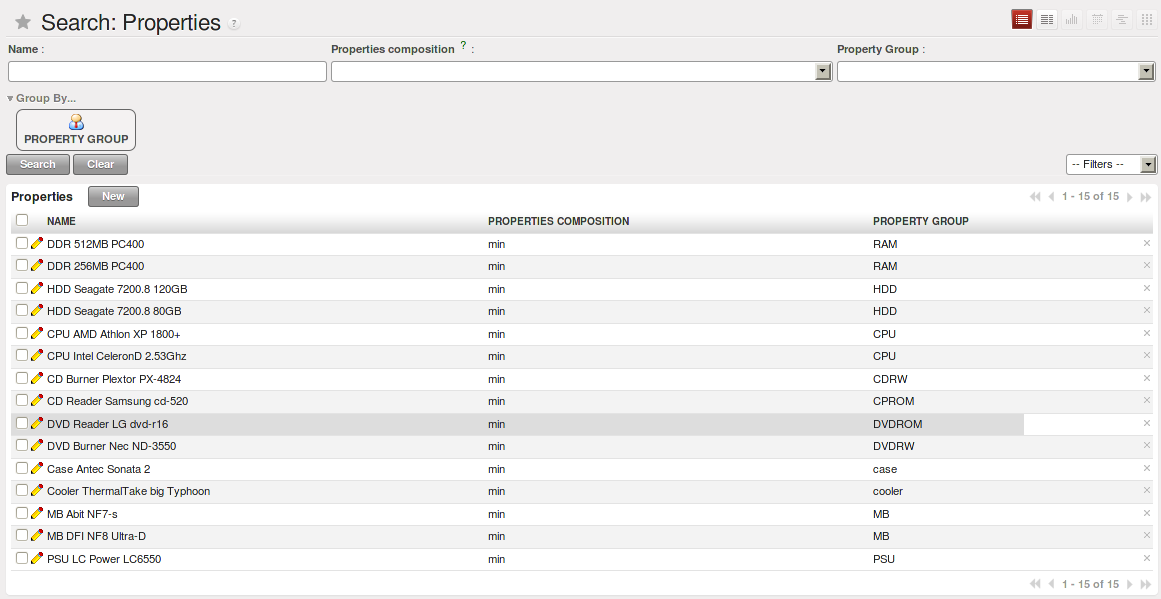 Search: Properties ?
Name : Properties composition ? : Property Group :
Group By...
PROPERTY GROUP
Search Clear -- Filters --
Properties New 1 - 15 of 15
NAME PROPERTIES COMPOSITION PROPERTY GROUP
DDR 512MB PC400 min RAM
DDR 256MB PC400 min RAM
HDD Seagate 7200.8 120GB min HDD
HDD Seagate 7200.8 80GB min HDD
CPU AMD Athlon XP 1800+ min CPU
CPU Intel CeleronD 2.53Ghz min CPU
CD Burner Plextor PX-4824 min CDRW
CD Reader Samsung cd-520 min CPROM
DVD Reader LG dvd-r16 min DVDROM
DVD Burner Nec ND-3550 min DVDRW
Case Antec Sonata 2 min case
Cooler ThermalTake big Typhoon min cooler
MB Abit NF7-s min MB
MB DFI NF8 Ultra-D min MB
PSU LC Power LC6550 min PSU
1 - 15 of 15